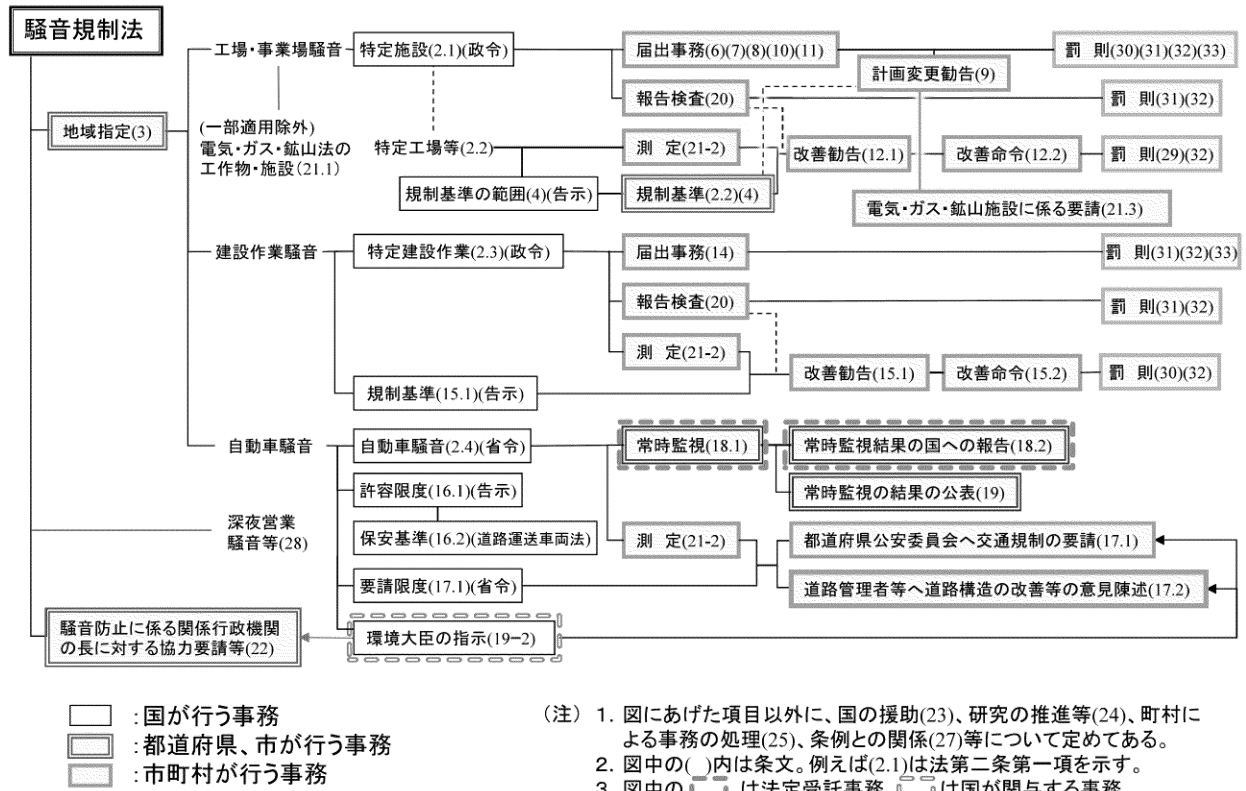 騒音規制法
工場・事業場騒音
特定施設(2.1)(政令)
届出事務(6)(7)(8)(10)(11)
罰 則(30)(31)(32)(33)
計画変更勧告(9)
報告検査(20)
罰 則(31)(32)
地域指定(3)
(一部適用除外)
電気・ガス・鉱山法の
工作物・施設(21.1)
特定工場等(2.2)
測 定(21-2)
改善勧告(12.1)
改善命令(12.2)
罰 則(29)(32)
規制基準の範囲(4)(告示)
規制基準(2.2)(4)
電気・ガス・鉱山施設に係る要請(21.3)
建設作業騒音
特定建設作業(2.3)(政令)
届出事務(14)
罰 則(31)(32)(33)
報告検査(20)
罰 則(31)(32)
測 定(21-2)
改善勧告(15.1)
改善命令(15.2)
罰 則(30)(32)
規制基準(15.1)(告示)
自動車騒音
自動車騒音(2.4)(省令)
常時監視(18.1)
常時監視結果の国への報告(18.2)
許容限度(16.1)(告示)
常時監視の結果の公表(19)
深夜営業
騒音等(28)
保安基準(16.2)(道路運送車両法)
測 定(21-2)
都道府県公安委員会へ交通規制の要請(17.1)
要請限度(17.1)(省令)
道路管理者等へ道路構造の改善等の意見陳述(17.2)
騒音防止に係る関係行政機関
の長に対する協力要請等(22)
環境大臣の指示(19−2)
:国が行う事務
:都道府県、市が行う事務
:市町村が行う事務
(注) 1. 図にあげた項目以外に、国の援助(23)、研究の推進等(24)、町村に
よる事務の処理(25)、条例との関係(27)等について定めてある。
2. 図中の( )内は条文。例えば(2.1)は法第二条第一項を示す。
3. 図中の は法定受託事務、 は国が関与する事務